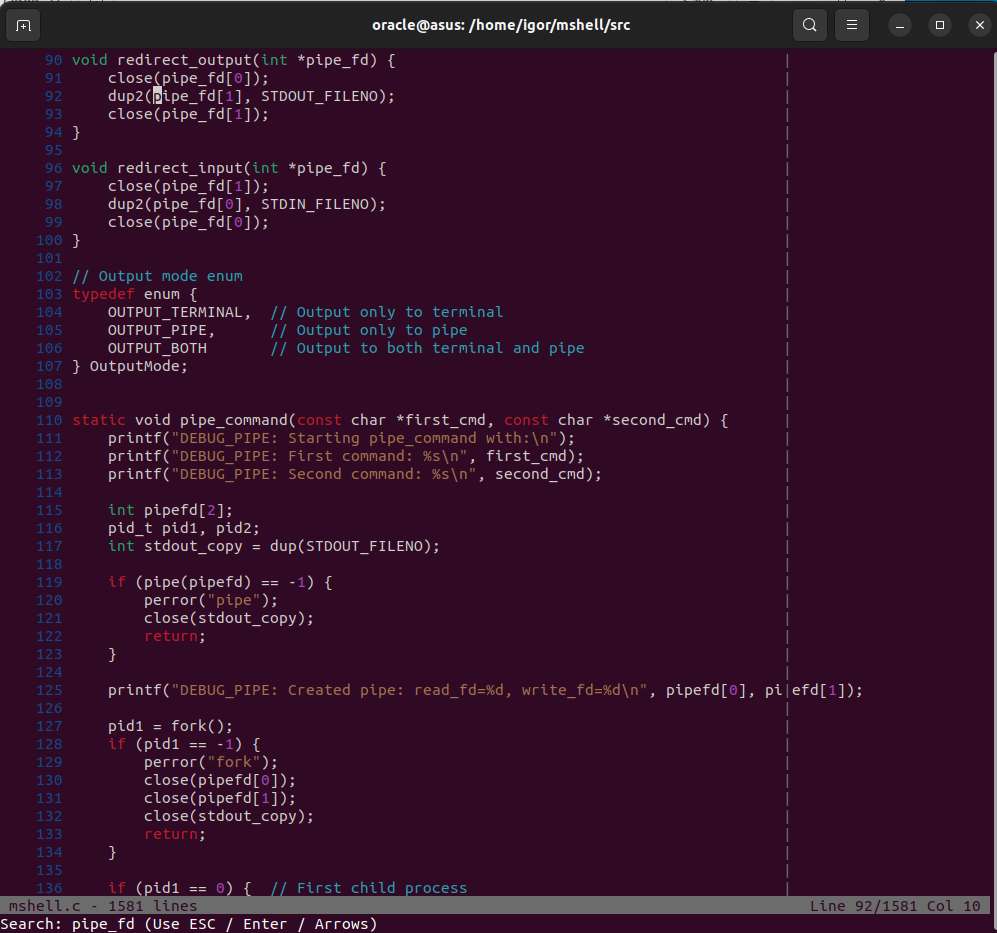 oracle@asus: /home/igor/mshell/src
90 void redirect_output(int *pipe_fd) {
91     close(pipe_fd[0]);
92     dup2(pipe_fd[1], STDOUT_FILENO);
93     close(pipe_fd[1]);
94 }
95
96 void redirect_input(int *pipe_fd) {
97     close(pipe_fd[1]);
98     dup2(pipe_fd[0], STDIN_FILENO);
99     close(pipe_fd[0]);
100 }
101
102 // Output mode enum
103 typedef enum {
104     OUTPUT_TERMINAL,  // Output only to terminal
105     OUTPUT_PIPE,      // Output only to pipe
106     OUTPUT_BOTH       // Output to both terminal and pipe
107 } OutputMode;
108
109
110 static void pipe_command(const char *first_cmd, const char *second_cmd) {
111     printf("DEBUG_PIPE: Starting pipe_command with:\n");
112     printf("DEBUG_PIPE: First command: %s\n", first_cmd);
113     printf("DEBUG_PIPE: Second command: %s\n", second_cmd);
114
115     int pipefd[2];
116     pid_t pid1, pid2;
117     int stdout_copy = dup(STDOUT_FILENO);
118
119     if (pipe(pipefd) == -1) {
120         perror("pipe");
121         close(stdout_copy);
122         return;
123     }
124
125     printf("DEBUG_PIPE: Created pipe: read_fd=%d, write_fd=%d\n", pipefd[0], pi|efd[1]);
126
127     pid1 = fork();
128     if (pid1 == -1) {
129         perror("fork");
130         close(pipefd[0]);
131         close(pipefd[1]);
132         close(stdout_copy);
133         return;
134     }
135
136     if (pid1 == 0) {  // First child process
mshell.c - 1581 lines Line 92/1581 Col 10
Search: pipe_fd (Use ESC / Enter / Arrows)